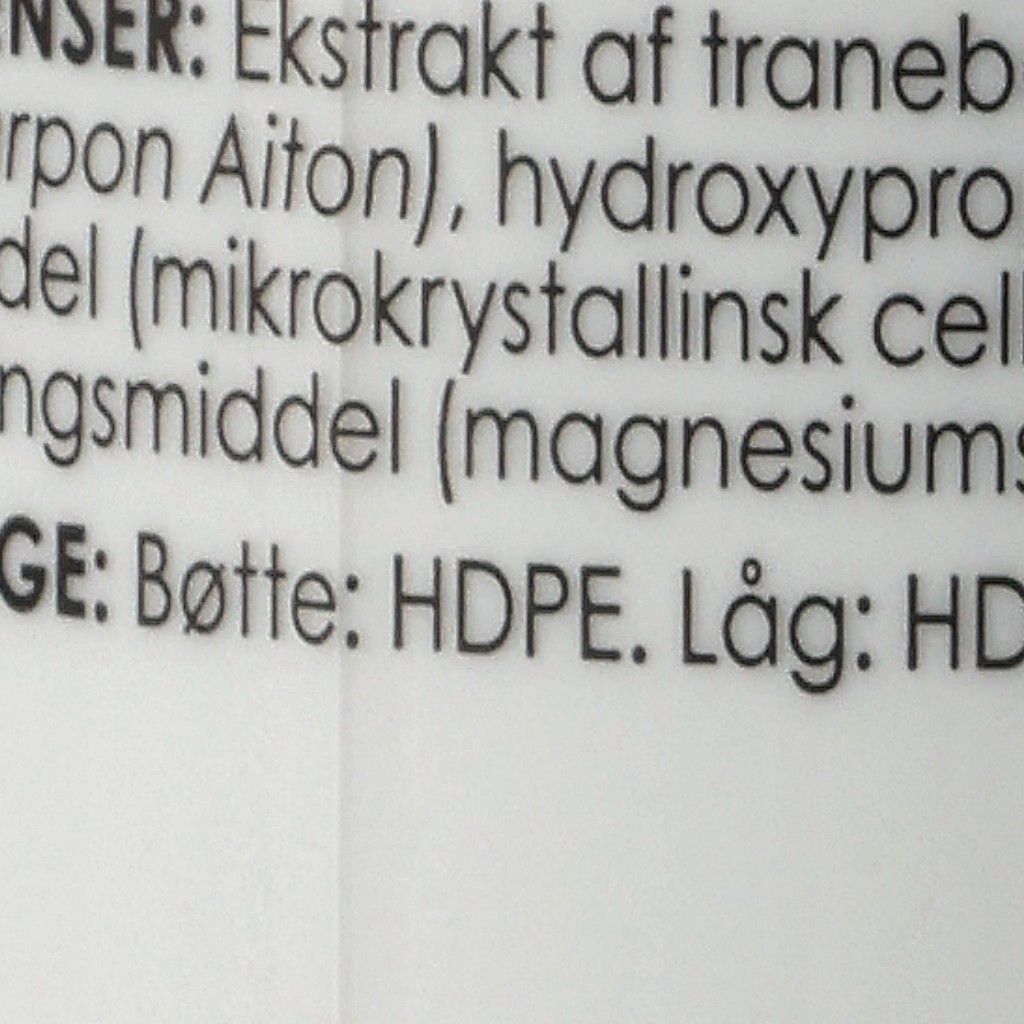 NSER: Ekstrakt af traneb
rpon Aiton), hydroxypro
del (mikrokrystallinsk cell
ngsmiddel (magnesiums
GE: Bøtte: HDPE. Låg: HD